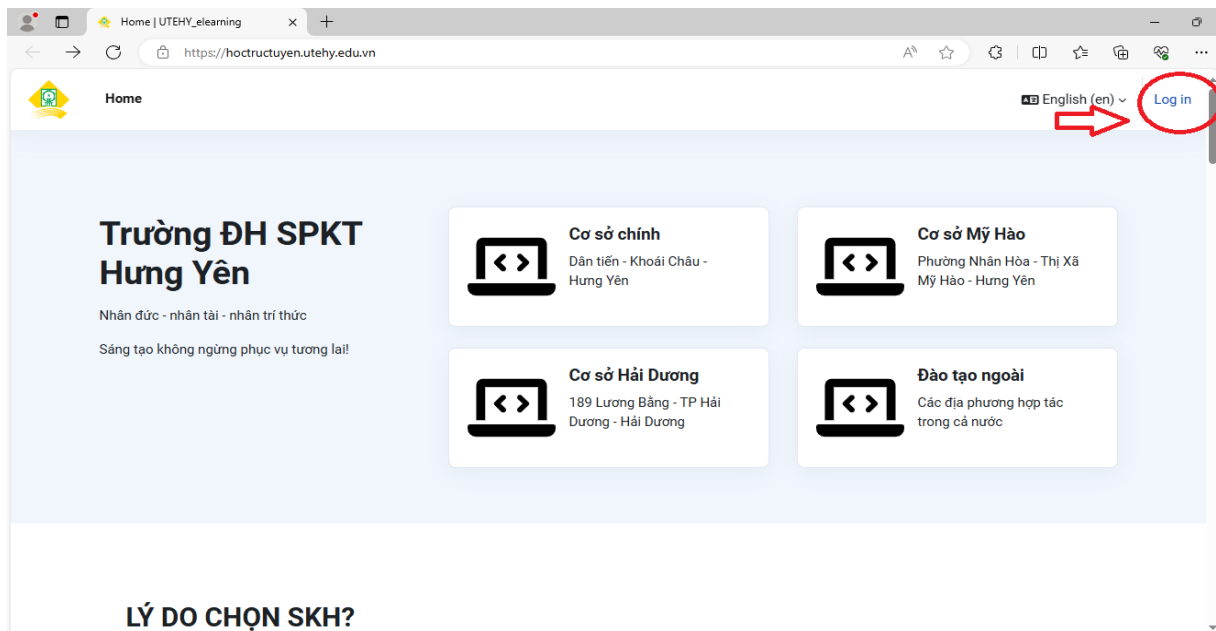 Home | UTEHY_elearning
https://hoctructuyen.utehy.edu.vn
Home
English (en)
Log in
Trường ĐH SPKT
Hưng Yên
Nhân đức - nhân tài - nhân trí thức
Sáng tạo không ngừng phục vụ tương lai!
Cơ sở chính
Dân tiến - Khoái Châu -
Hưng Yên
Cơ sở Mỹ Hào
Phường Nhân Hòa - Thị Xã
Mỹ Hào - Hưng Yên
Cơ sở Hải Dương
189 Lương Bằng - TP Hải
Dương - Hải Dương
Đào tạo ngoài
Các địa phương hợp tác
trong cả nước
LÝ DO CHỌN SKH?